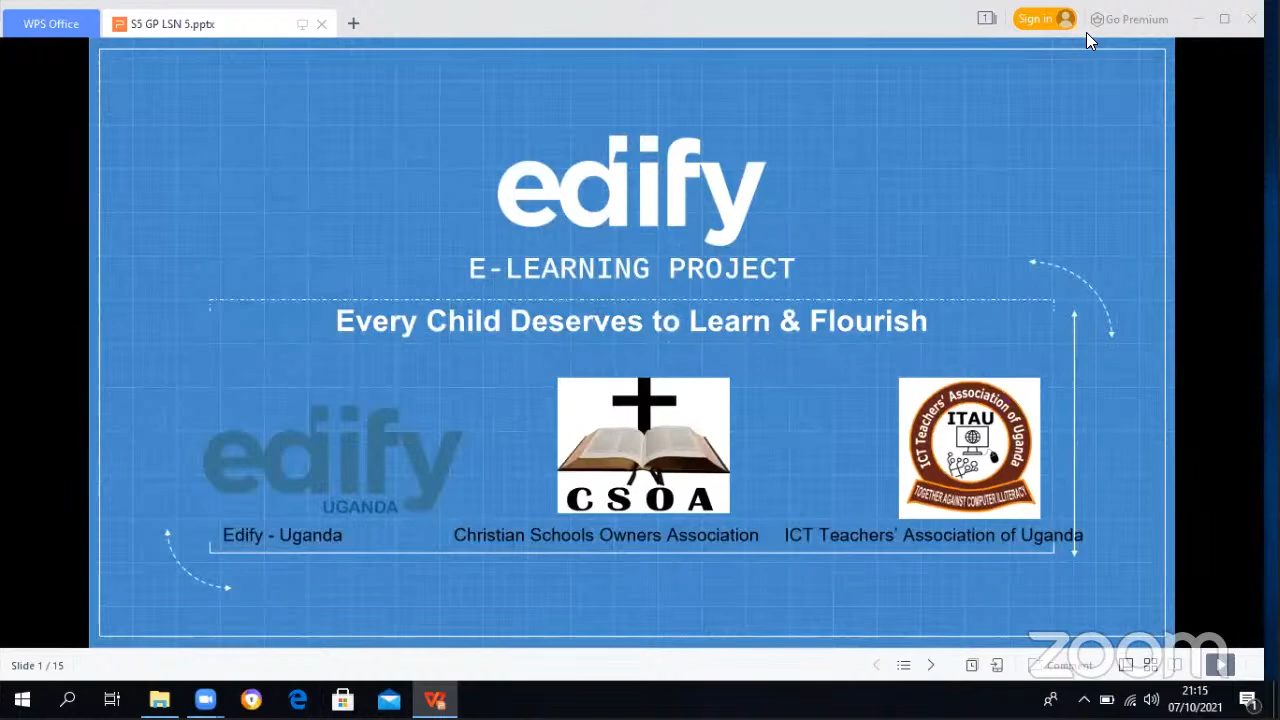 WPS Office
S5 GP LSN 5.pptx
1
Sign in
Go Premium
edify
E-LEARNING PROJECT
Every Child Deserves to Learn & Flourish
edify
UGANDA
CSOA
ICT Teachers' Association of Uganda
ITAU
TOGETHER AGAINST COMPUTER ILLITERACY
Edify - Uganda
Christian Schools Owners Association
ICT Teachers' Association of Uganda
Slide 1 / 15
Comment
zoom
21:15
07/10/2021
1